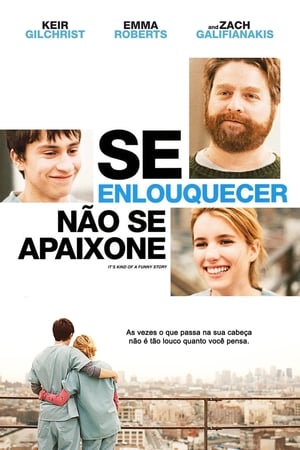 KEIR
GILCHRIST
EMMA
ROBERTS
and ZACH
GALIFIANAKIS
SE
ENLOUQUECER
NÃO SE
APAIXONE
IT'S KIND OF A FUNNY STORY
As vezes o que passa na sua cabeça
não é tão louco quanto você pensa.